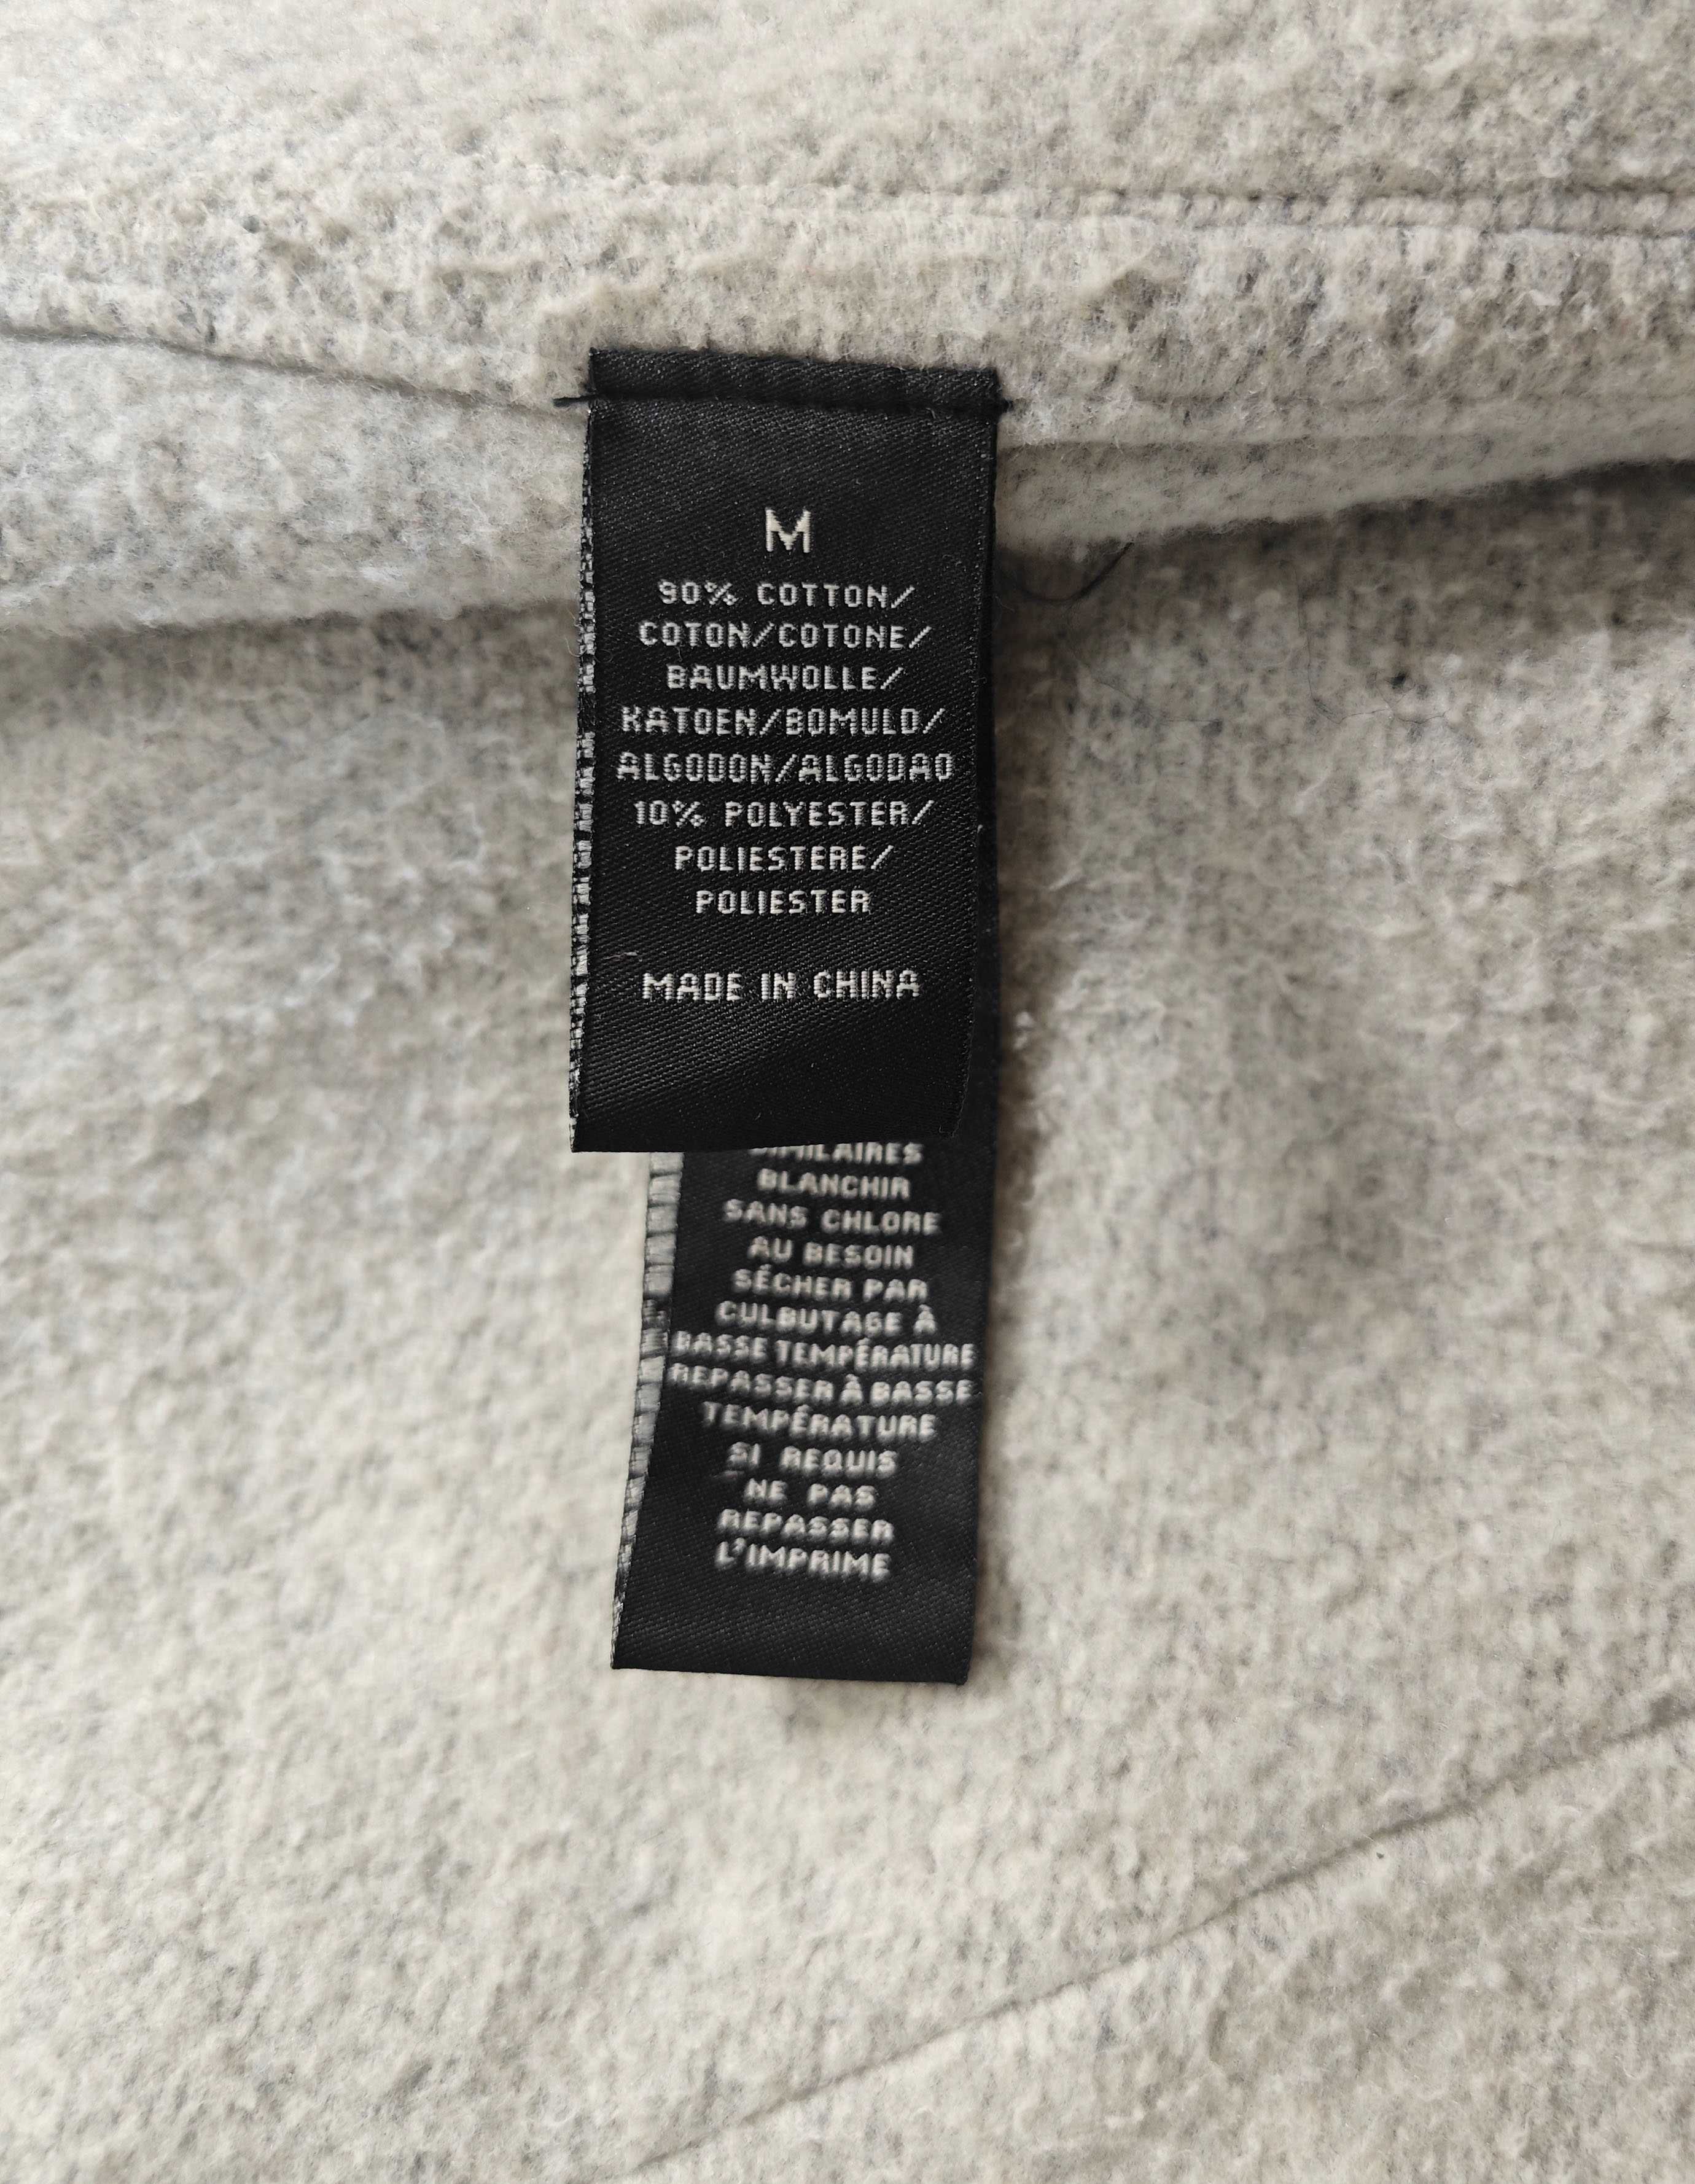 M
90% COTTON/
COTON/COTONE/
BAUMWOLLE/
KATOEN/BOMULD/
ALGODON/ALGODAO
10% POLYESTER/
POLIESTERE/
POLIESTER
MADE IN CHINA
SIMILAIRES
BLANCHIR
SANS CHLORE
AU BESOIN
SÉCHER PAR
CULBUTAGE À
BASSE TEMPÉRATURE
REPASSER À BASSE
TEMPÉRATURE
SI REQUIS
NE PAS
REPASSER
L'IMPRIME